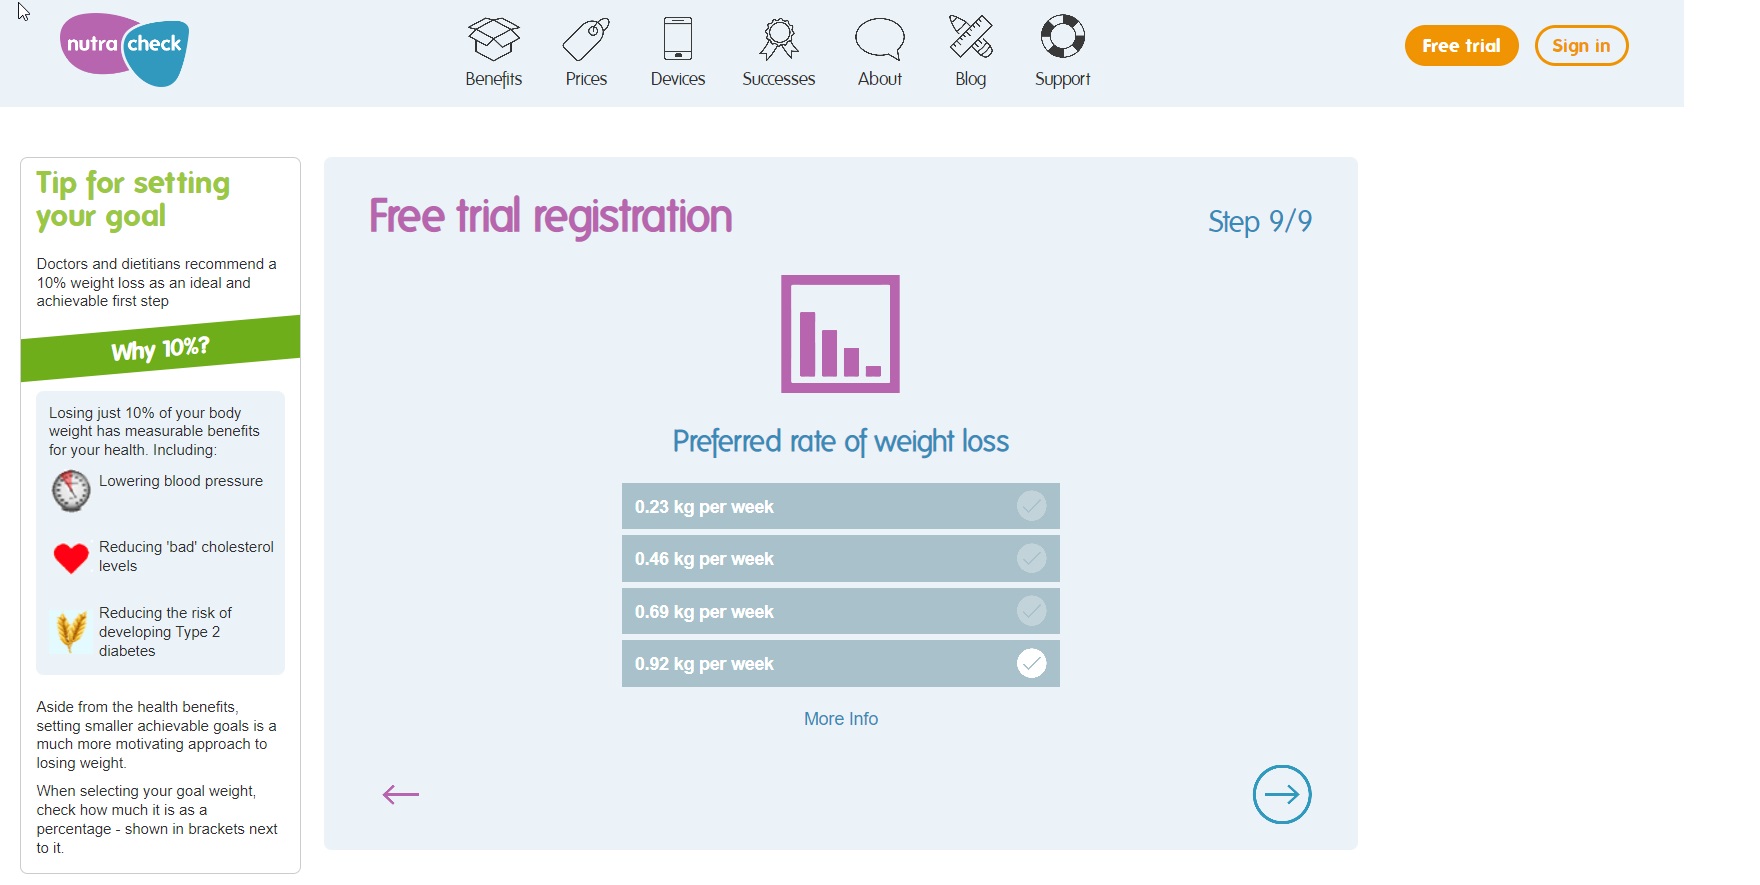 nutra check
Benefits
Prices
Devices
Successes
About
Blog
Support
Free trial
Sign in
Tip for setting
your goal
Doctors and dietitians recommend a
10% weight loss as an ideal and
achievable first step
Why 10%?
Losing just 10% of your body
weight has measurable benefits
for your health. Including:
Lowering blood pressure
Reducing 'bad' cholesterol
levels
Reducing the risk of
developing Type 2
diabetes
Aside from the health benefits,
setting smaller achievable goals is a
much more motivating approach to
losing weight.
When selecting your goal weight,
check how much it is as a
percentage - shown in brackets next
to it.
Free trial registration
Step 9/9
Preferred rate of weight loss
0.23 kg per week
0.46 kg per week
0.69 kg per week
0.92 kg per week
More Info